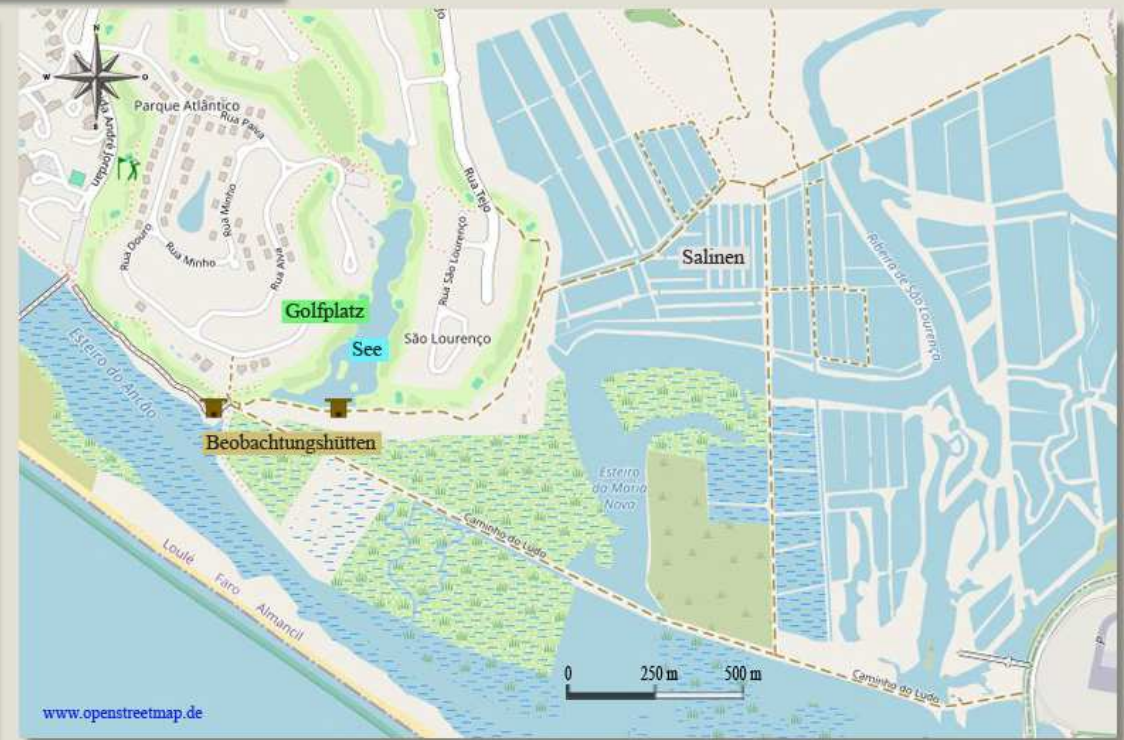 N
W
O
S
Parque Atlântico
Rua Paiva
da André Jordan
Rua Tejo
Rua Minho
Rua Douro
Rua Minho
Rua Alva
Rua São Lourenço
Salinen
Ribeira de São Lourenço
Golfplatz
São Lourenço
See
Esteiro do Ancão
Beobachtungshütten
Esteiro
da Maria
Nova
Caminho do Ludo
Loulé
Faro
Almancil
0 250 m 500 m
Caminho do Ludo
P
www.openstreetmap.de